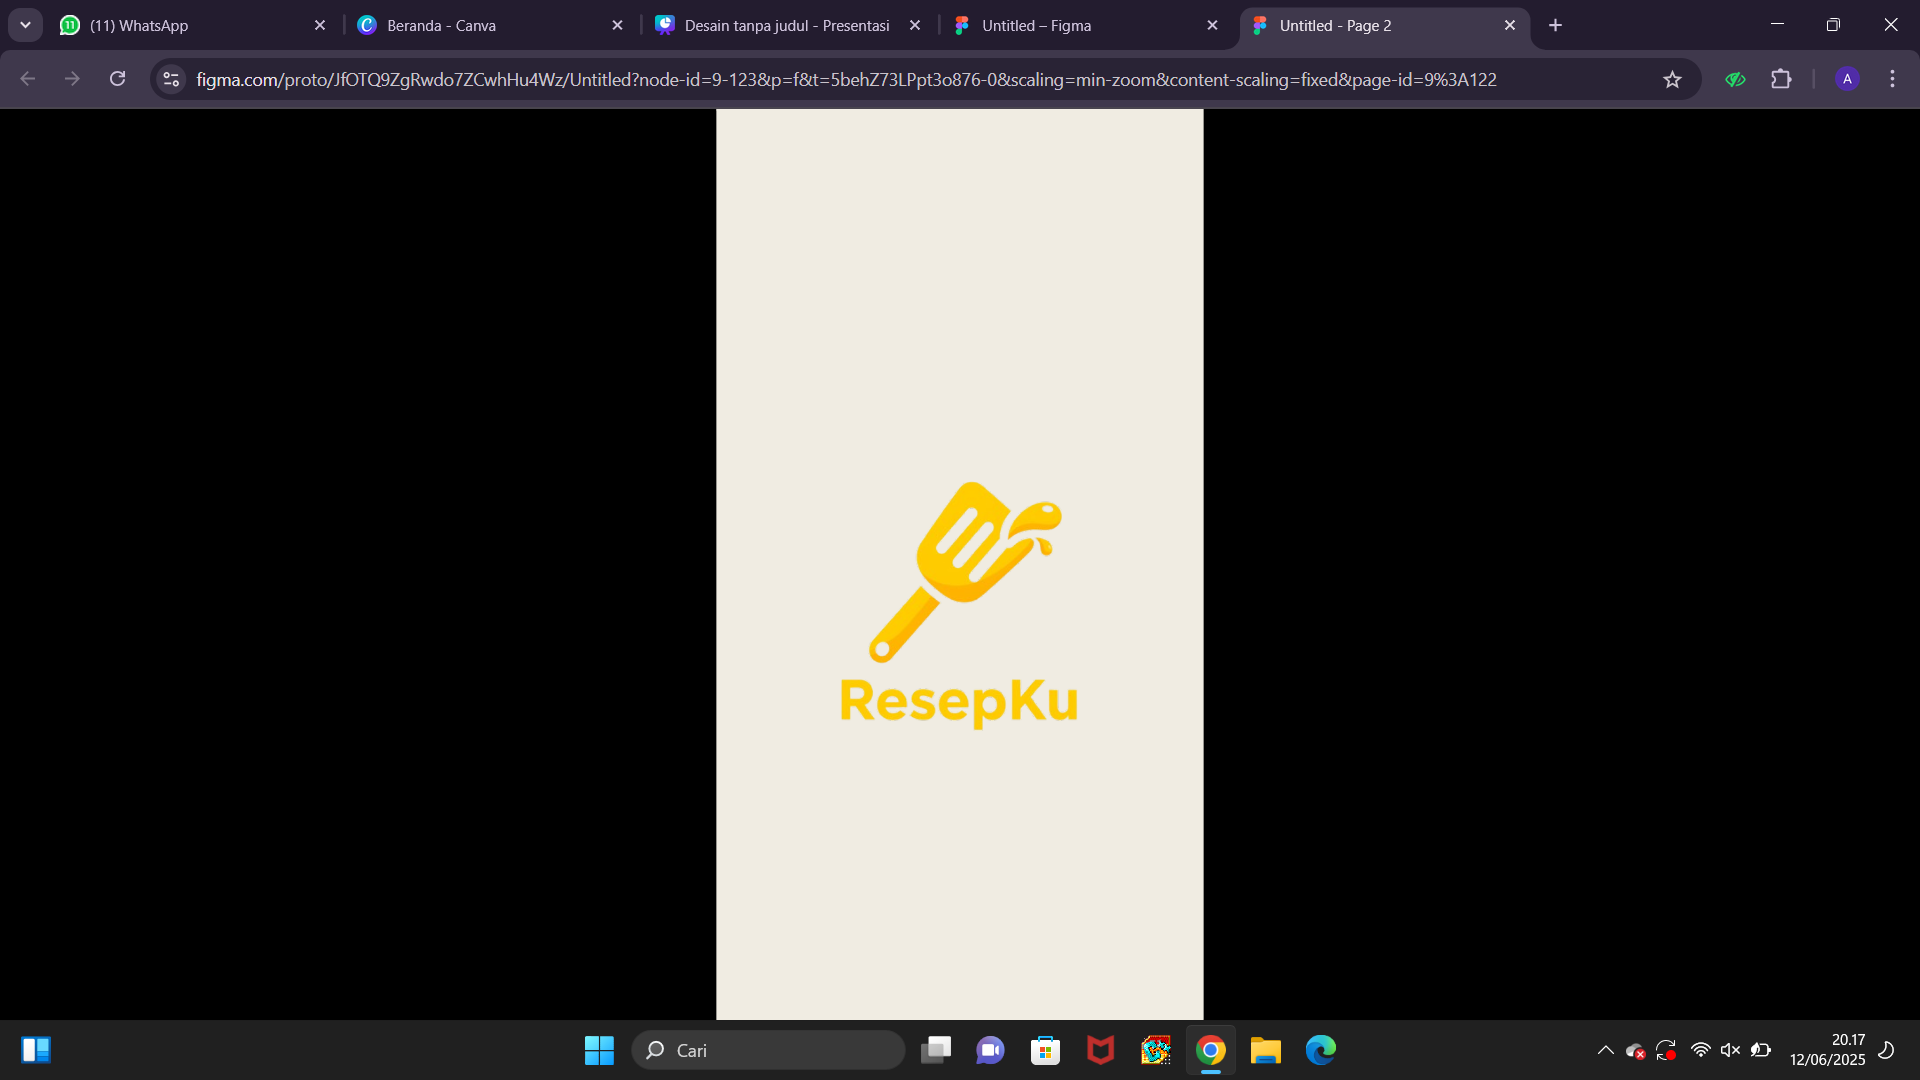 (11) WhatsApp
Beranda - Canva
Desain tanpa judul - Presentasi
Untitled – Figma
Untitled - Page 2
figma.com/proto/JfOTQ9ZgRwdo7ZCwhHu4Wz/Untitled?node-id=9-123&p=f&t=5behZ73LPpt3o876-0&scaling=min-zoom&content-scaling=fixed&page-id=9%3A122
A
ResepKu
Cari
20.17
12/06/2025